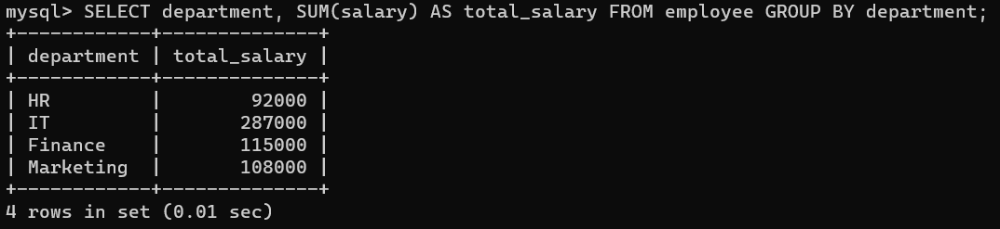 mysql> SELECT department, SUM(salary) AS total_salary FROM employee GROUP BY department;
+------------+--------------+
| department | total_salary |
+------------+--------------+
| HR         |        92000 |
| IT         |       287000 |
| Finance    |       115000 |
| Marketing  |       108000 |
+------------+--------------+
4 rows in set (0.01 sec)